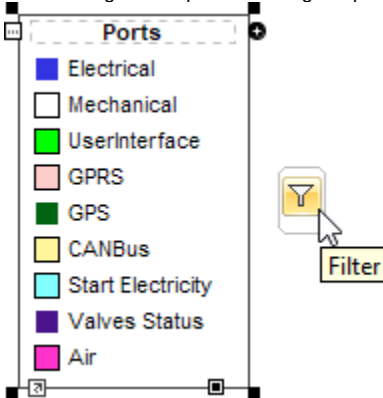 Ports
Electrical
Mechanical
UserInterface
GPRS
GPS
CANBus
Start Electricity
Valves Status
Air
Filter